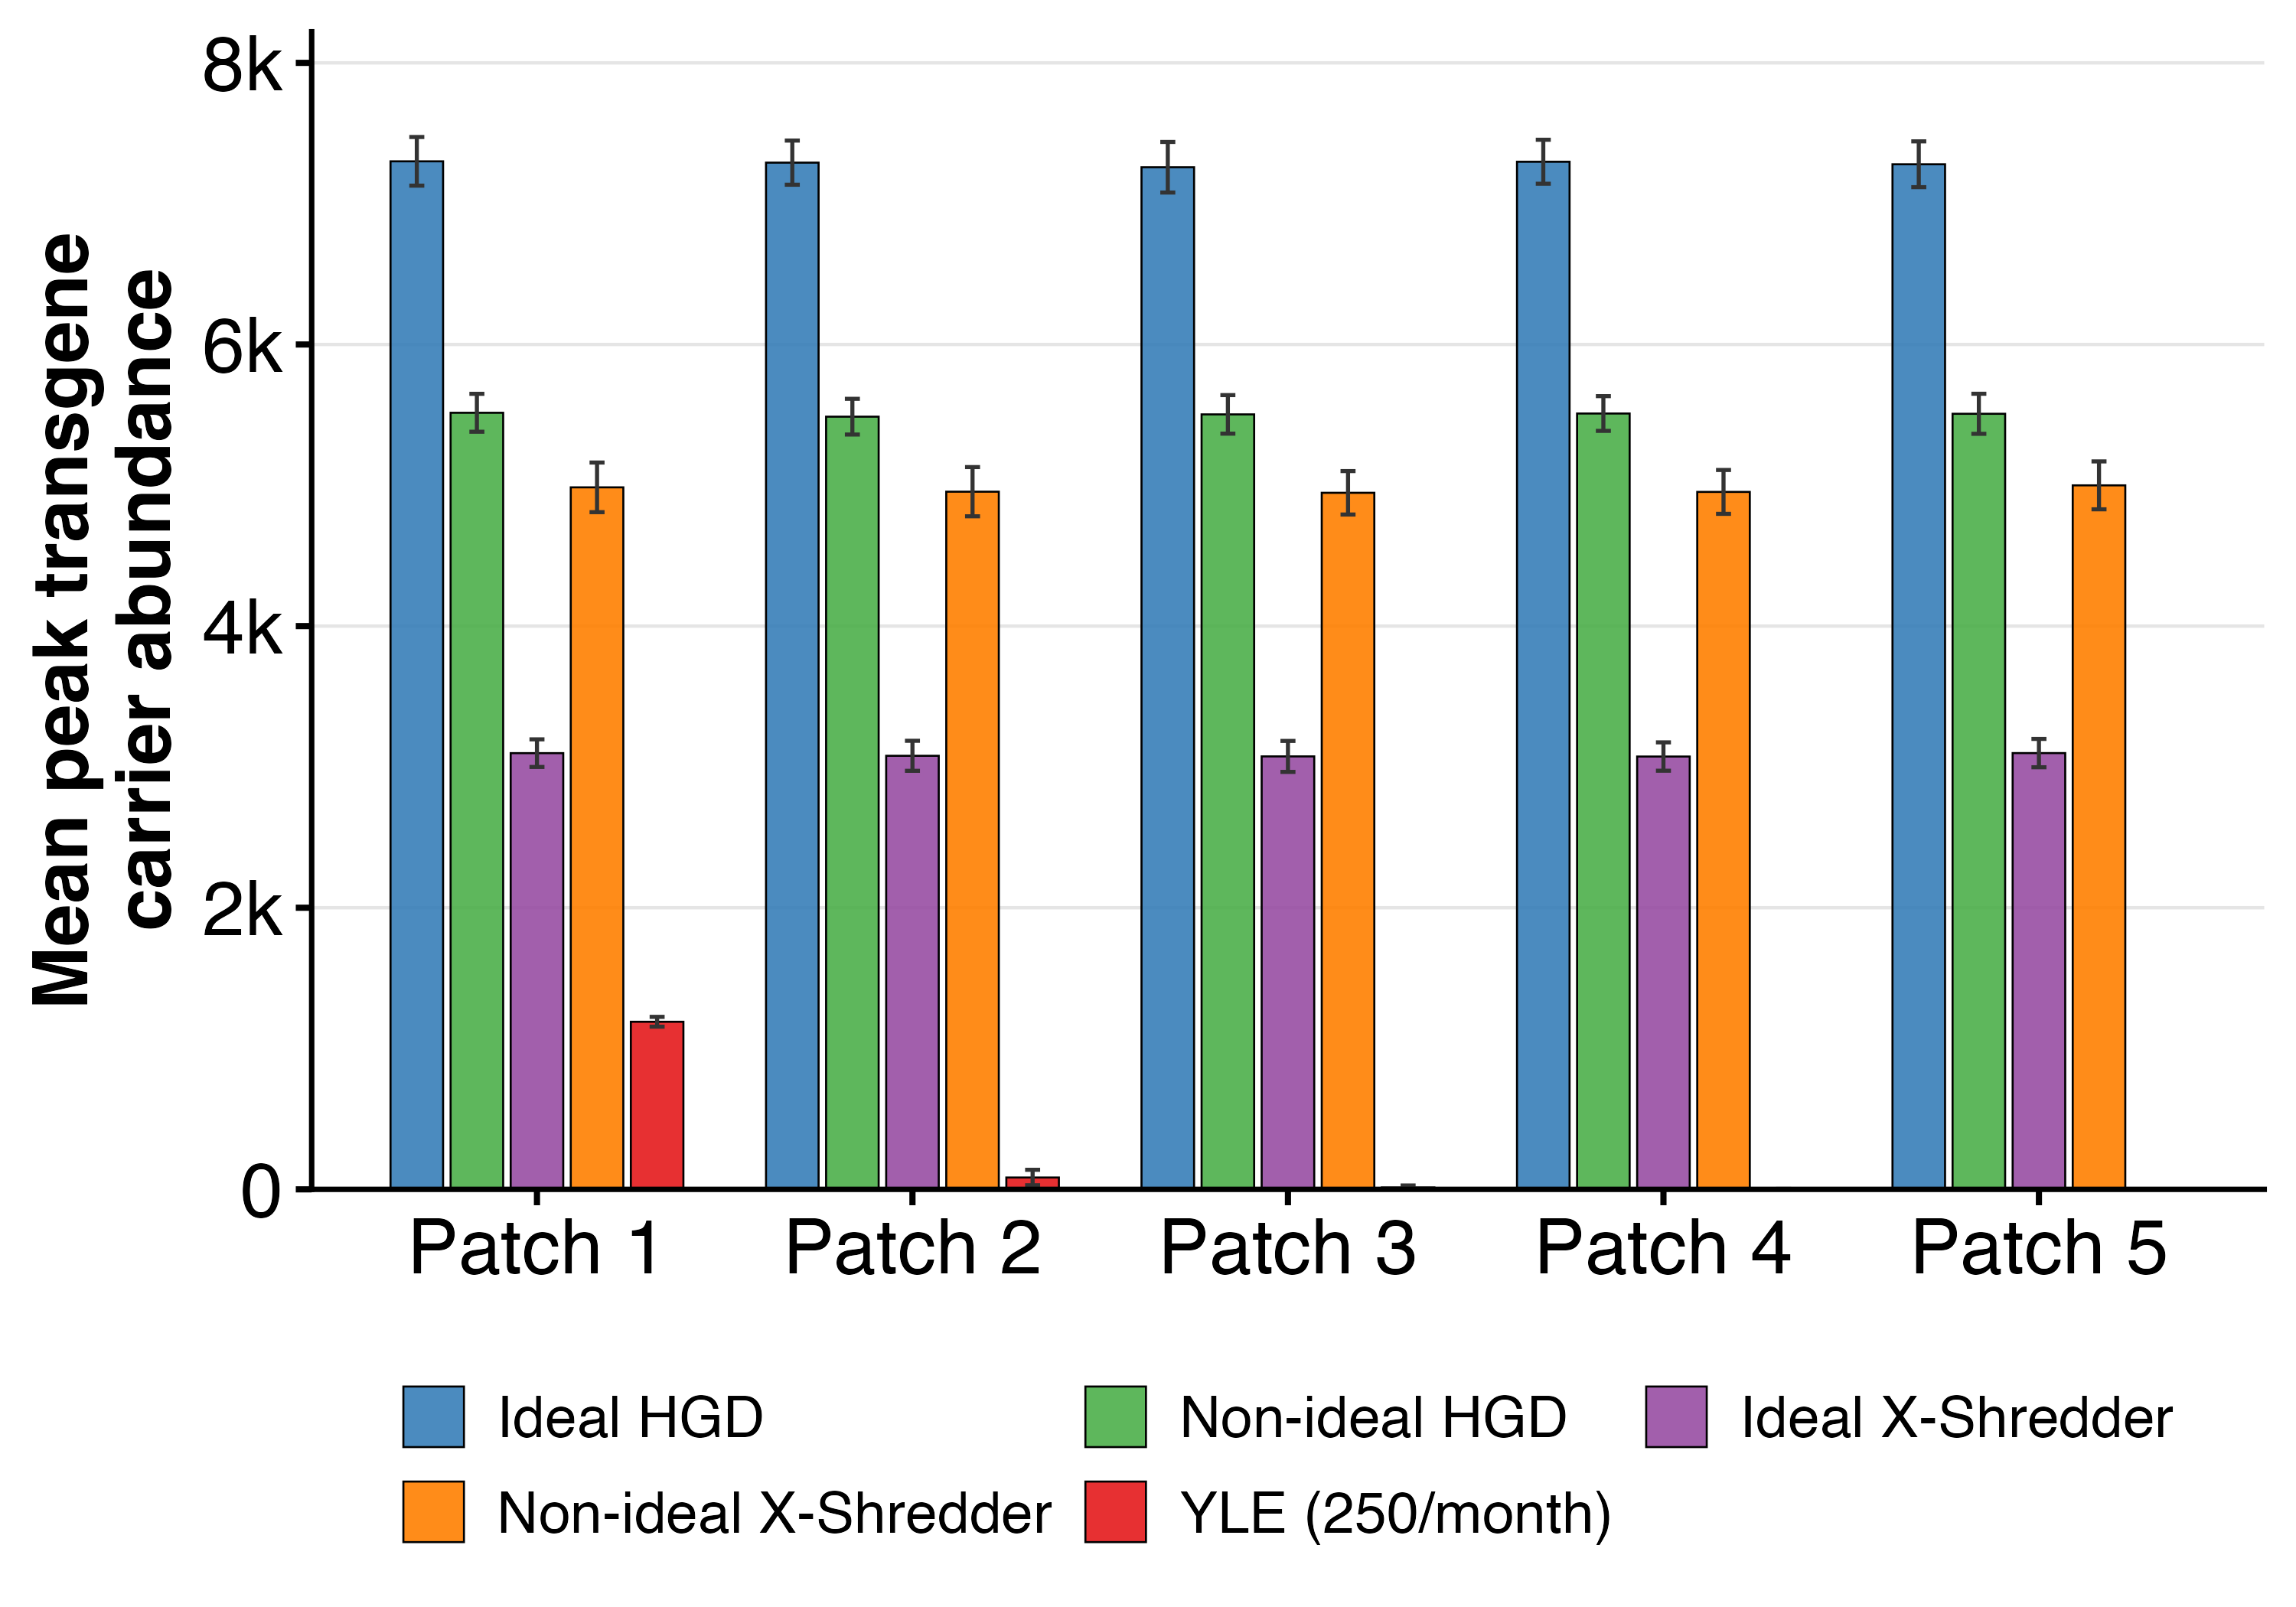 Mean peak transgene
carrier abundance
8k
6k
4k
2k
0
Patch 1 Patch 2 Patch 3 Patch 4 Patch 5
Ideal HGD Non-ideal HGD Ideal X-Shredder
Non-ideal X-Shredder YLE (250/month)